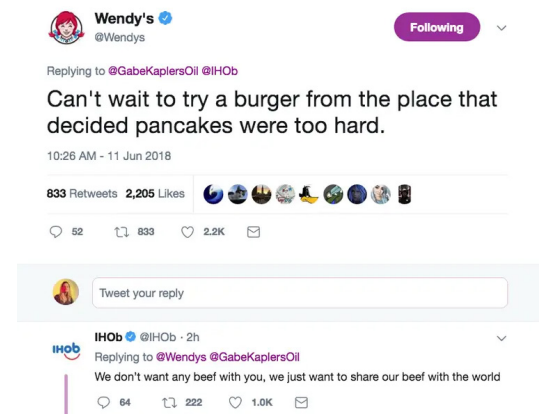 Wendy's
@Wendys
Following
Replying to @GabeKaplersOil @IHOb
Can't wait to try a burger from the place that
decided pancakes were too hard.
10:26 AM - 11 Jun 2018
833 Retweets 2,205 Likes
52 833 2.2K
Tweet your reply
IHOb
IHOb @IHOb · 2h
Replying to @Wendys @GabeKaplersOil
We don't want any beef with you, we just want to share our beef with the world
64 222 1.0K